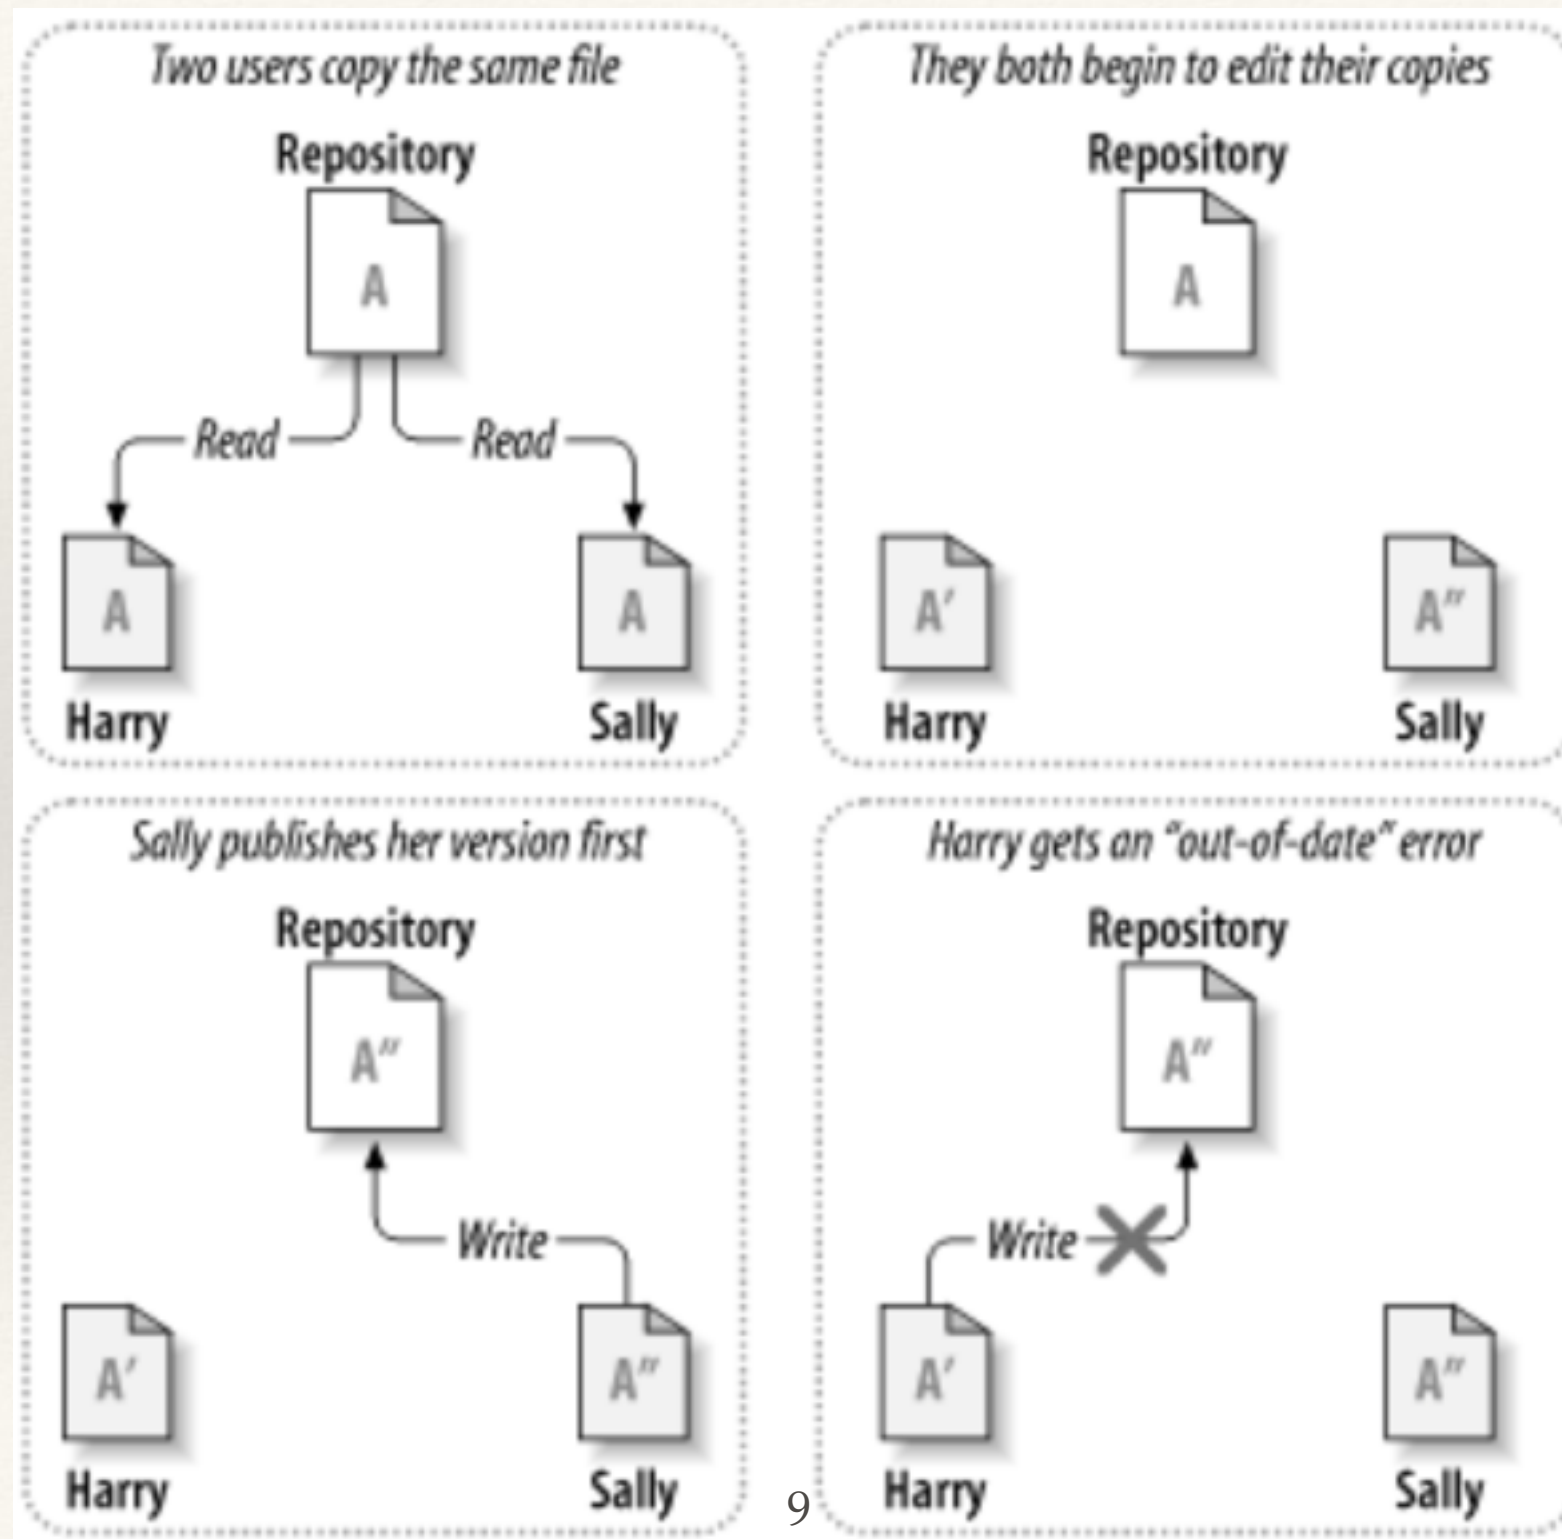 Two users copy the same file
Repository
A
Read
Read
A
A
Harry
Sally
They both begin to edit their copies
Repository
A
A′
A″
Harry
Sally
Sally publishes her version first
Repository
A″
Write
A′
A″
Harry
Sally
Harry gets an “out-of-date” error
Repository
A″
Write
A′
A″
Harry
Sally
9